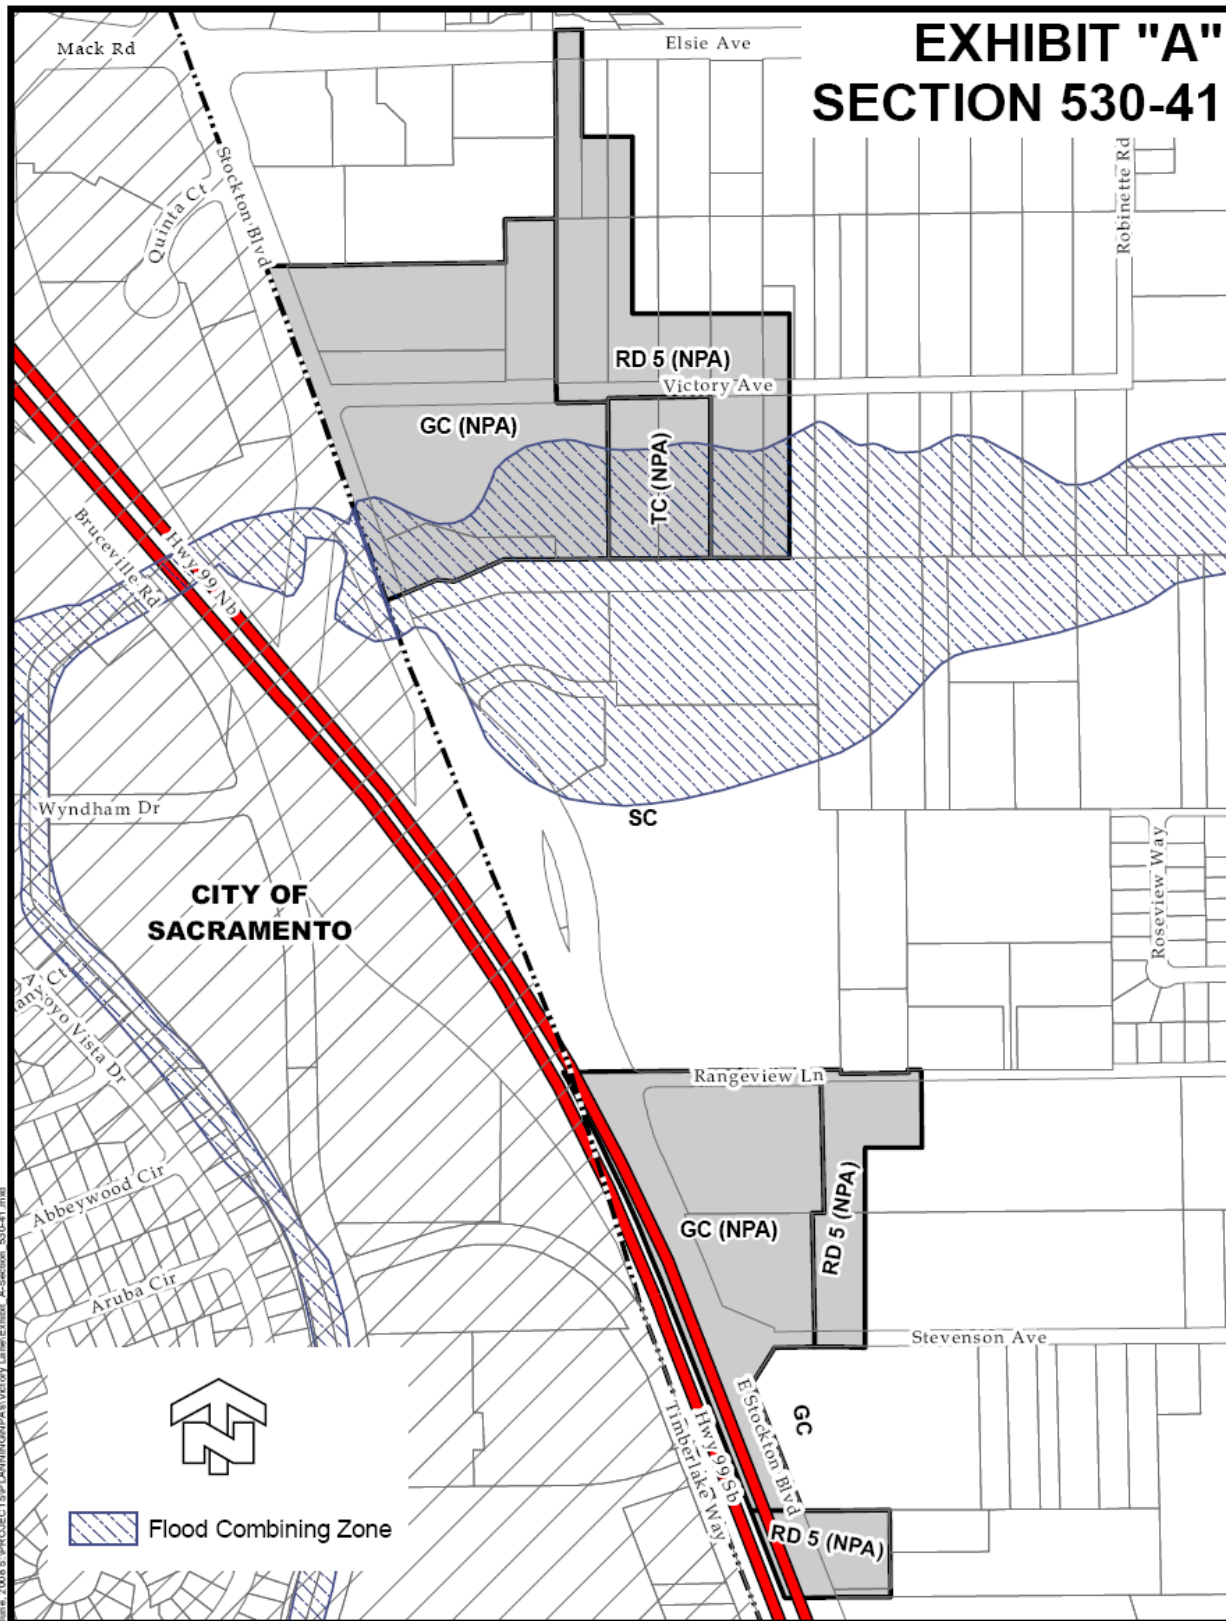 EXHIBIT "A"
SECTION 530-41
Mack Rd
Elsie Ave
Robinette Rd
Stockton Blvd
Quinta Ct
RD 5 (NPA)
Victory Ave
GC (NPA)
TC (NPA)
Hwy 99 Nb
Bruceville Rd
Wyndham Dr
SC
CITY OF
SACRAMENTO
Roseview Way
Ct
Arroyo Vista Dr
Rangeview Ln
RD 5 (NPA)
GC (NPA)
Abbeywood Cir
Aruba Cir
Stevenson Ave
E Stockton Blvd
GC
Hwy 99 Sb
Timberlake Way
RD 5 (NPA)
N
Flood Combining Zone